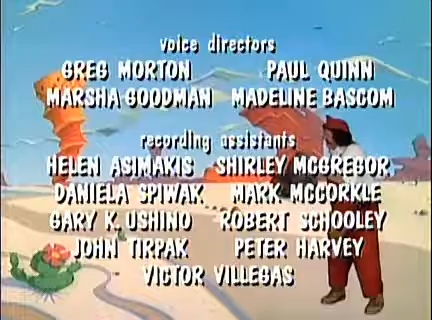 voice directors
GREG MORTON PAUL QUINN
MARSHA GOODMAN MADELINE BASCOM
recording assistants
HELEN ASIMAKIS SHIRLEY MCGREGOR
DANIELA SPIWAK MARK MCCORKLE
GARY K. USHINO ROBERT SCHOOLEY
JOHN TIRPAK PETER HARVEY
VICTOR VILLEGAS